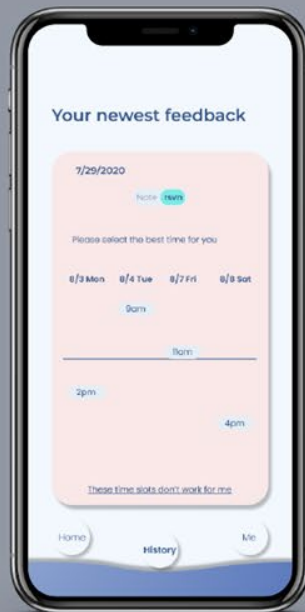 Your newest feedback
7/29/2020
Note rsvn
Please select the best time for you
8/3 Mon 8/4 Tue 8/7 Fri 8/8 Sat
9am
11am
2pm
4pm
These time slots don't work for me
Home History Me